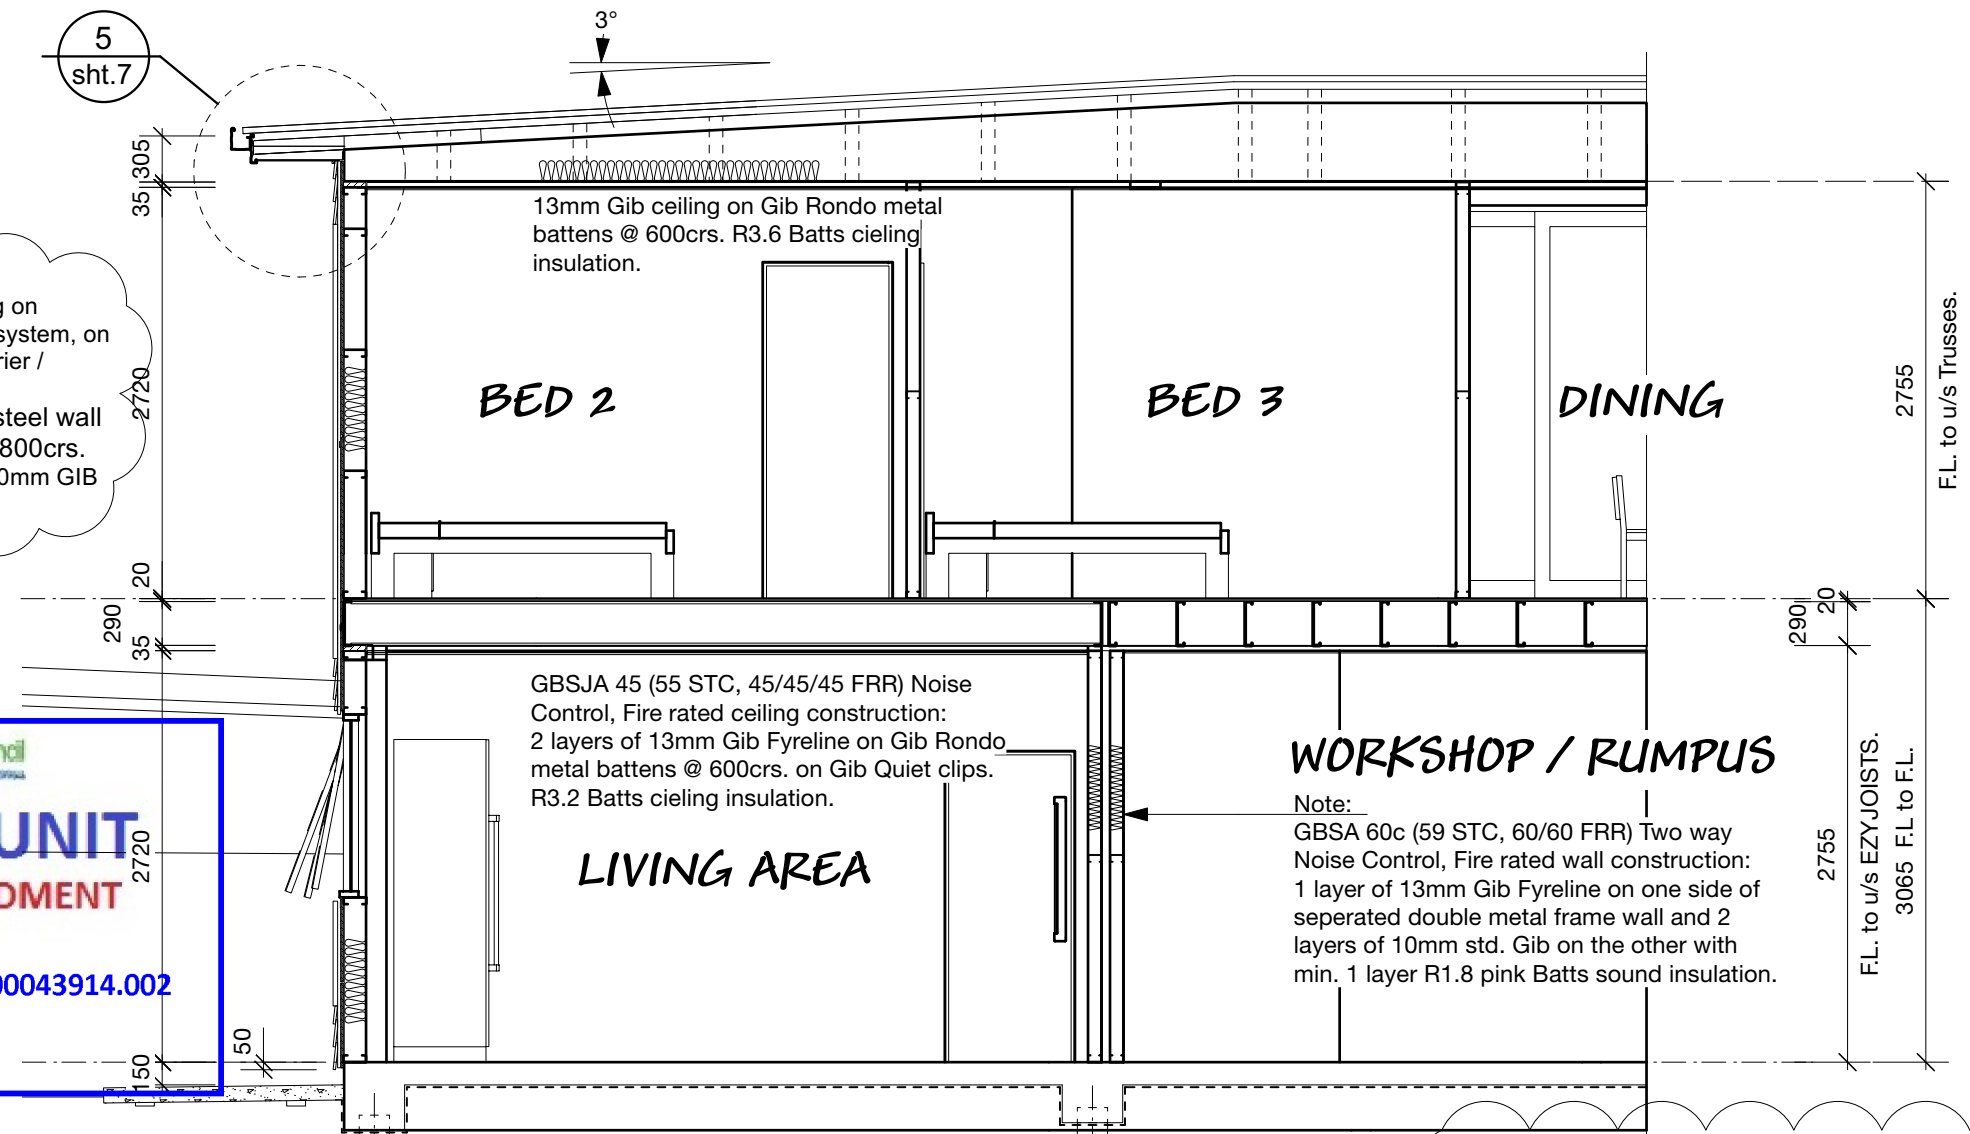 5
sht.7
3°
305
35
2720
20
290
35
2720
150
50
g on
system, on
rier /
steel wall
800crs.
0mm GIB
13mm Gib ceiling on Gib Rondo metal
battens @ 600crs. R3.6 Batts cieling
insulation.
BED 2
BED 3
DINING
2755
F.L. to u/s Trusses.
290
20
GBSJA 45 (55 STC, 45/45/45 FRR) Noise
Control, Fire rated ceiling construction:
2 layers of 13mm Gib Fyreline on Gib Rondo
metal battens @ 600crs. on Gib Quiet clips.
R3.2 Batts cieling insulation.
LIVING AREA
WORKSHOP / RUMPUS
Note:
GBSA 60c (59 STC, 60/60 FRR) Two way
Noise Control, Fire rated wall construction:
1 layer of 13mm Gib Fyreline on one side of
seperated double metal frame wall and 2
layers of 10mm std. Gib on the other with
min. 1 layer R1.8 pink Batts sound insulation.
2755
F.L. to u/s EZYJOISTS.
3065 F.L to F.L.
UNIT
DMENT
00043914.002